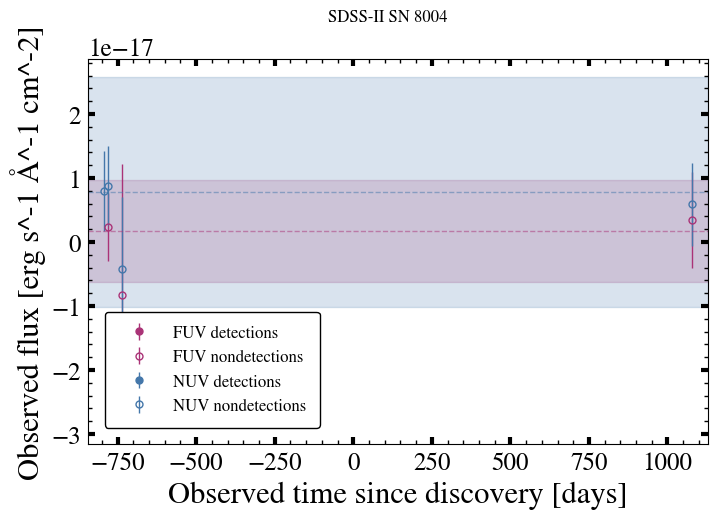 SDSS-II SN 8004
1e−17
Observed flux [erg s^-1 Å^-1 cm^-2]
2
1
0
−1
−2
−3
FUV detections
FUV nondetections
NUV detections
NUV nondetections
−750 −500 −250 0 250 500 750 1000
Observed time since discovery [days]